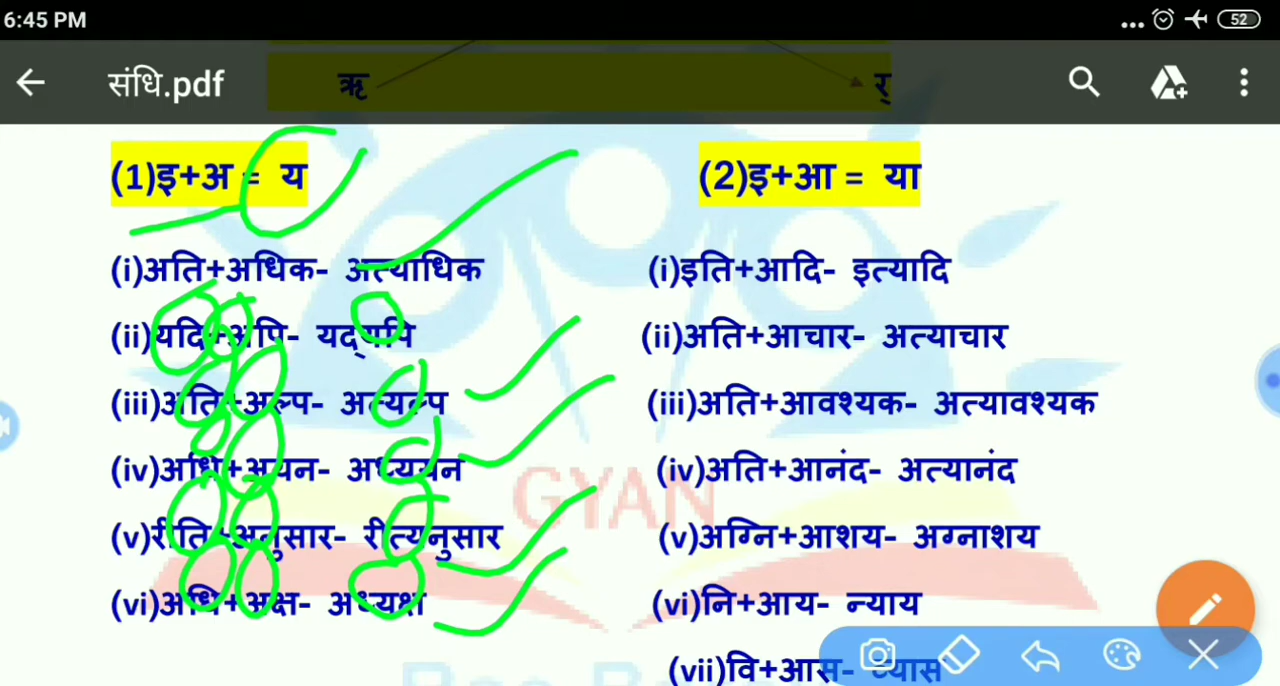 6:45 PM
52
संधि.pdf
ऋ र्
(1)इ+अ = य
(i)अति+अधिक- अत्याधिक
(ii)यदि+अपि- यद्यपि
(iii)अति+अल्प- अत्यल्प
(iv)अधि+अयन- अध्ययन
(v)रीति+अनुसार- रीत्यनुसार
(vi)अधि+अक्ष- अध्यक्ष
(2)इ+आ = या
(i)इति+आदि- इत्यादि
(ii)अति+आचार- अत्याचार
(iii)अति+आवश्यक- अत्यावश्यक
(iv)अति+आनंद- अत्यानंद
(v)अग्नि+आशय- अग्नाशय
(vi)नि+आय- न्याय
(vii)वि+आस- व्यास
GYAN